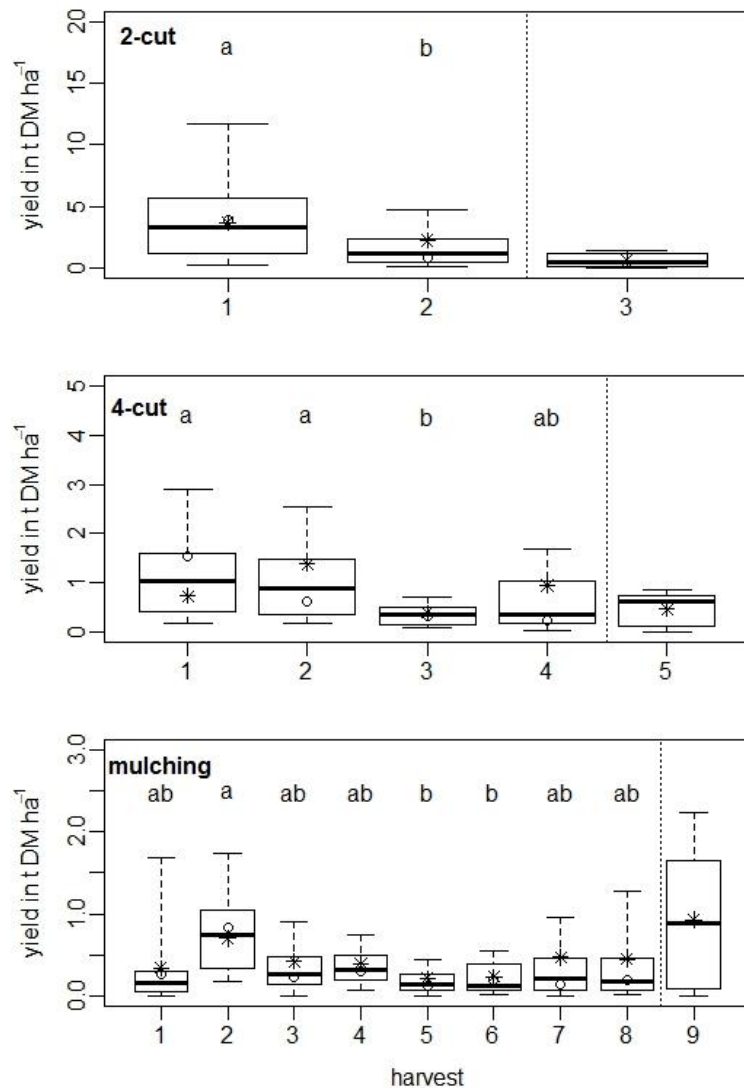 20
15
10
5
0
yield in t DM ha⁻¹
2-cut
a b
1 2 3
5
4
3
2
1
0
yield in t DM ha⁻¹
4-cut
a a b ab
1 2 3 4 5
3.0
2.0
1.0
0.0
yield in t DM ha⁻¹
mulching
ab a ab ab b b ab ab
1 2 3 4 5 6 7 8 9
harvest